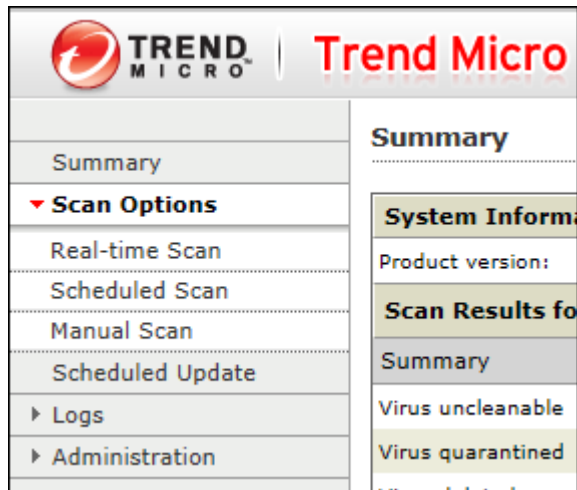 TREND
MICRO
Trend Micro
Summary
Scan Options
Real-time Scan
Scheduled Scan
Manual Scan
Scheduled Update
Logs
Administration
Summary
System Informa
Product version:
Scan Results fo
Summary
Virus uncleanable
Virus quarantined